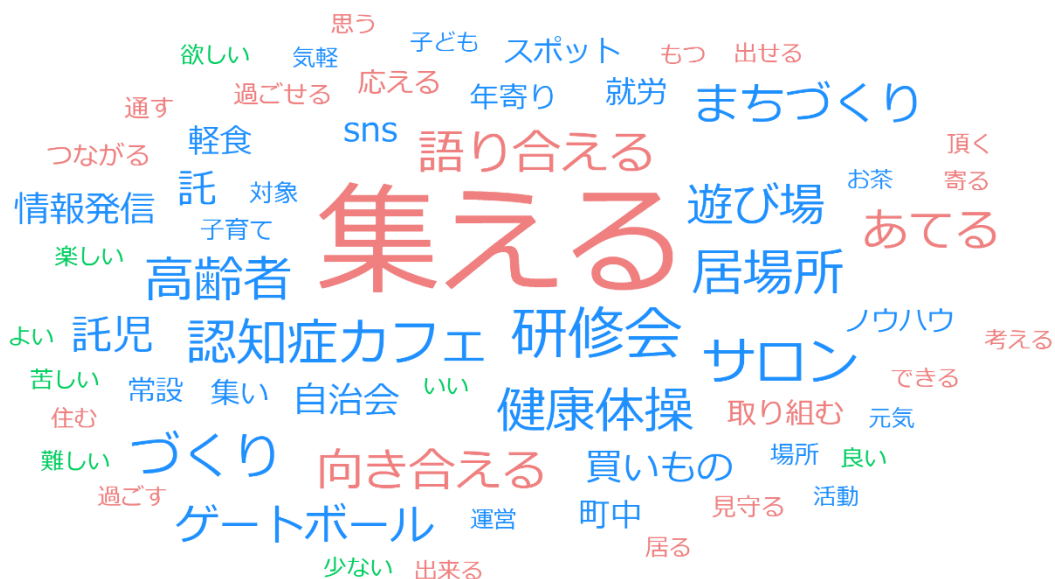 思う
欲しい 気軽 子ども スポット もつ 出せる
通す 過ごせる 応える 年寄り 就労 まちづくり
つながる 軽食 sns 語り合える 頂く
情報発信 託 対象 集える 遊び場 お茶 寄る
楽しい 子育て あてる
高齢者 居場所
よい 託児 認知症カフェ 研修会 サロン ノウハウ 考える
苦しい 常設 集い 自治会 いい 健康体操 取り組む できる
住む 元気
難しい づくり 向き合える 買いもの 場所 良い
過ごす ゲートボール 運営 町中 見守る 活動
少ない 出来る 居る